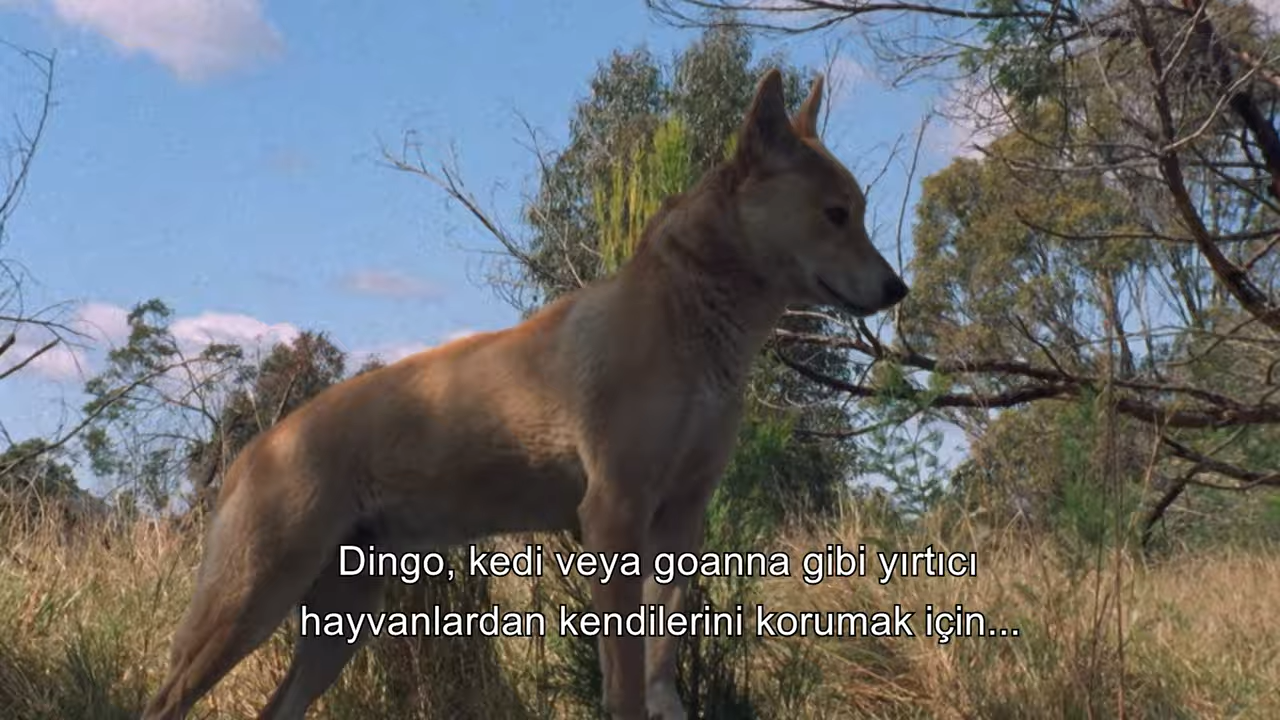 Dingo, kedi veya goanna gibi yırtıcı
hayvanlardan kendilerini korumak için...